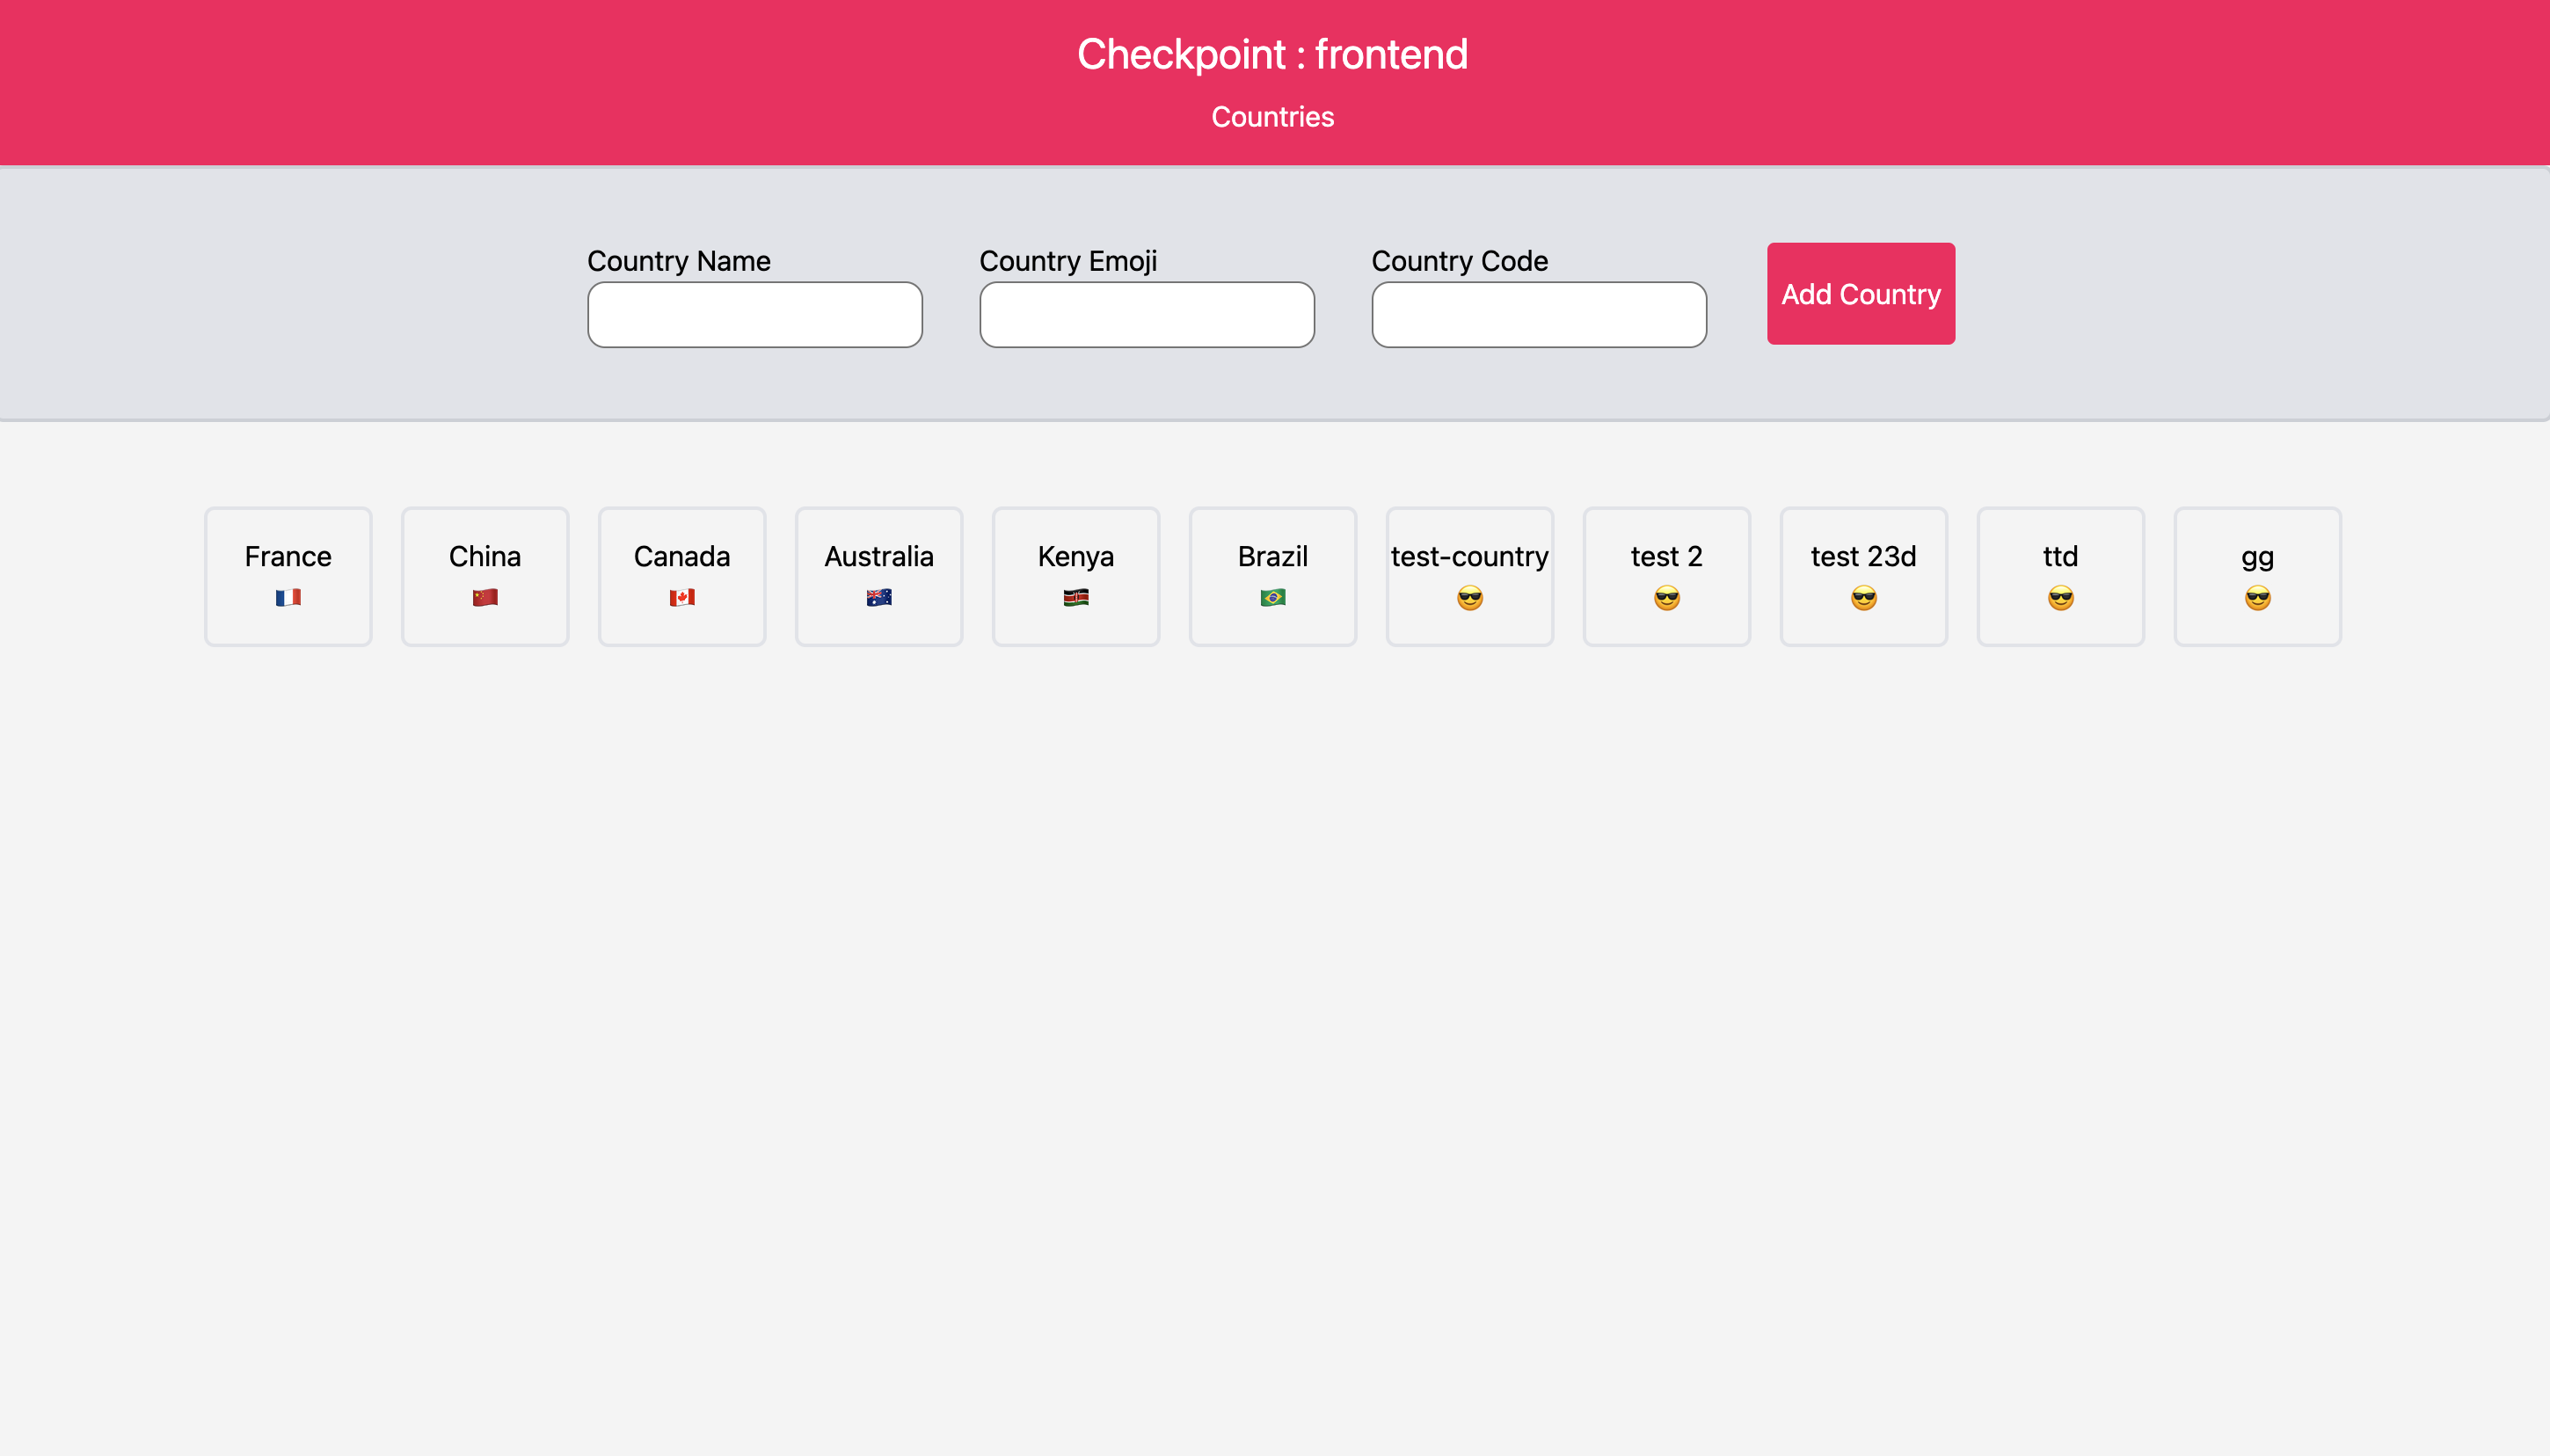 Checkpoint : frontend
Countries
Country Name Country Emoji Country Code Add Country
France China Canada Australia Kenya Brazil test-country test 2 test 23d ttd gg
🇫🇷 🇨🇳 🇨🇦 🇦🇺 🇰🇪 🇧🇷 😎 😎 😎 😎 😎